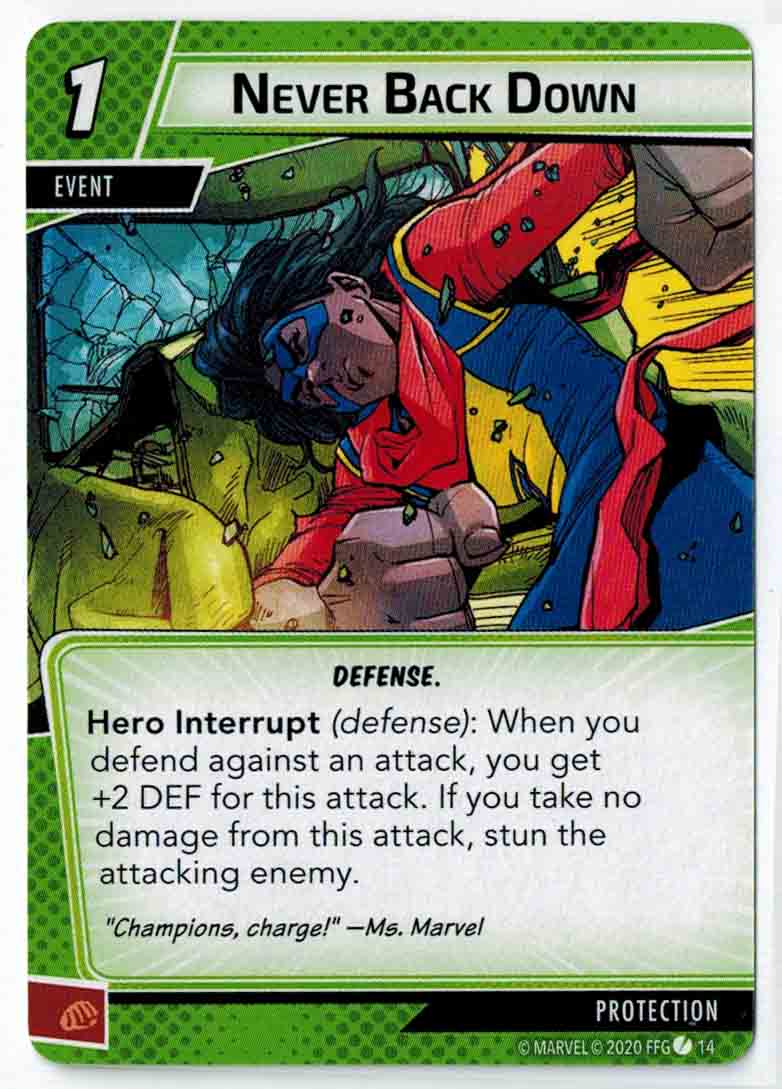 1
NEVER BACK DOWN
EVENT
DEFENSE.
Hero Interrupt (defense): When you
defend against an attack, you get
+2 DEF for this attack. If you take no
damage from this attack, stun the
attacking enemy.
"Champions, charge!" —Ms. Marvel
PROTECTION
© MARVEL © 2020 FFG 14